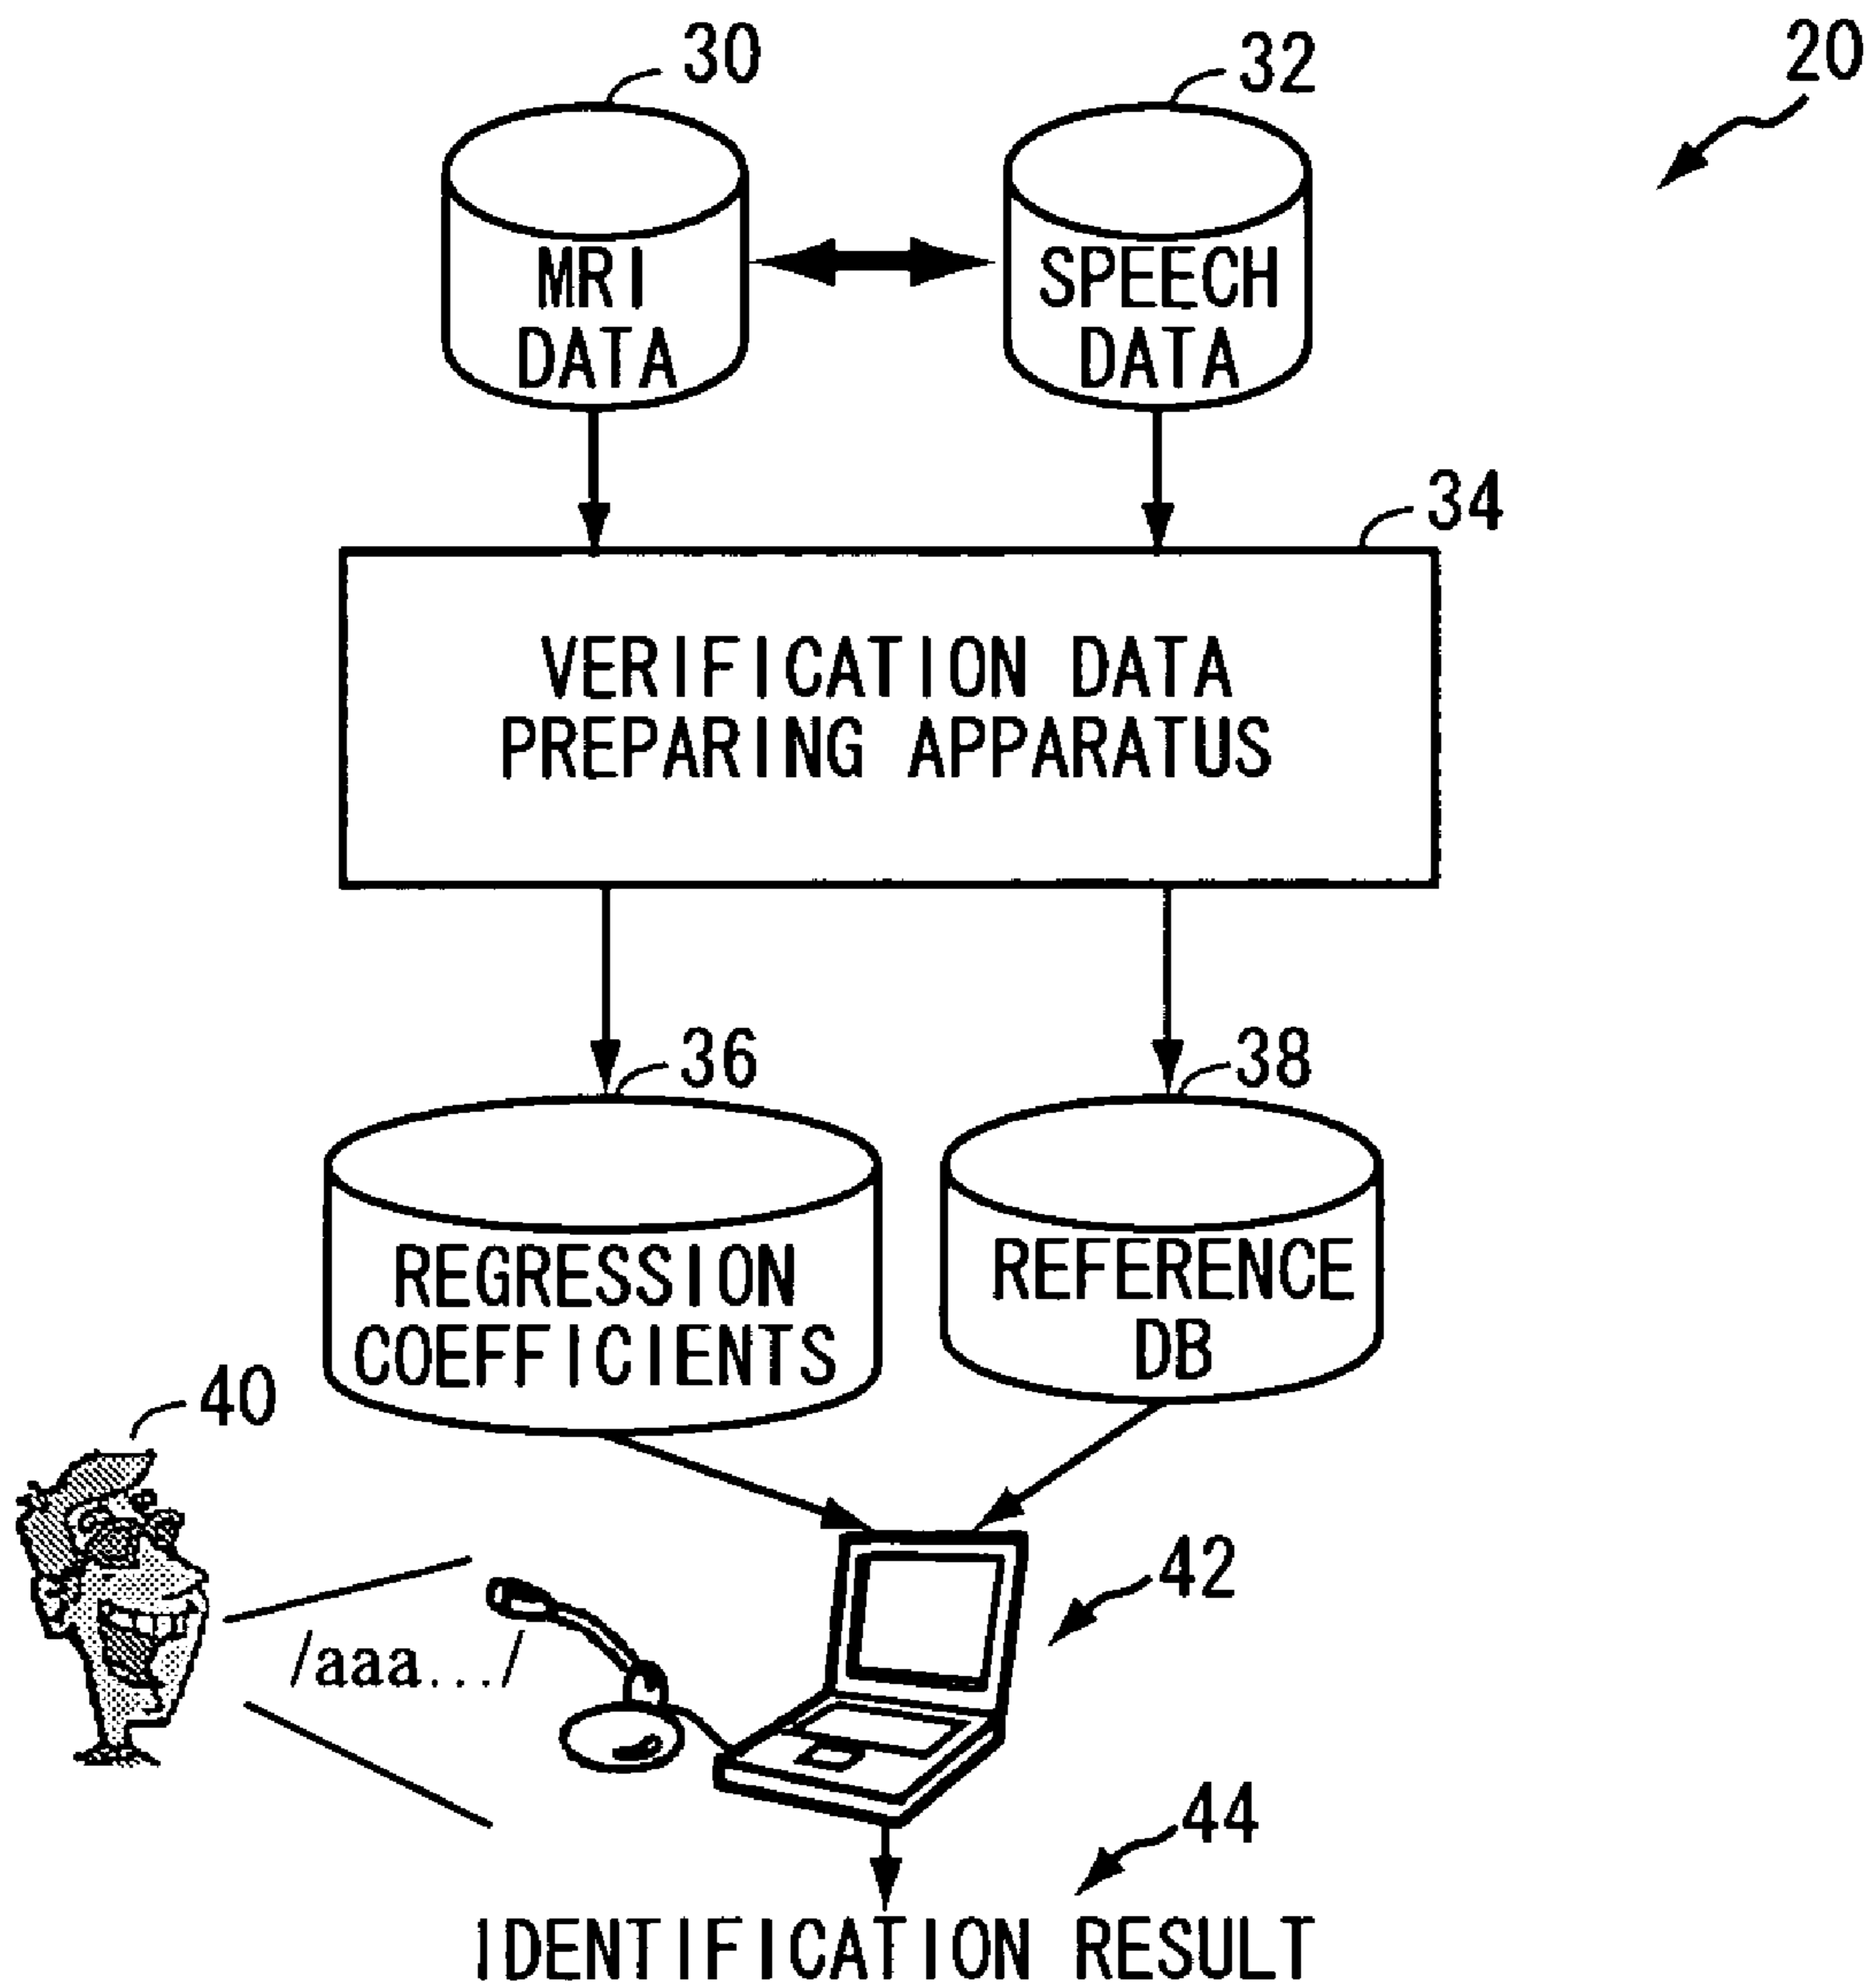 30
32
20
MRI
DATA
SPEECH
DATA
34
VERIFICATION DATA
PREPARING APPARATUS
36
38
REGRESSION
COEFFICIENTS
REFERENCE
DB
40
42
/aaa.../
44
IDENTIFICATION RESULT